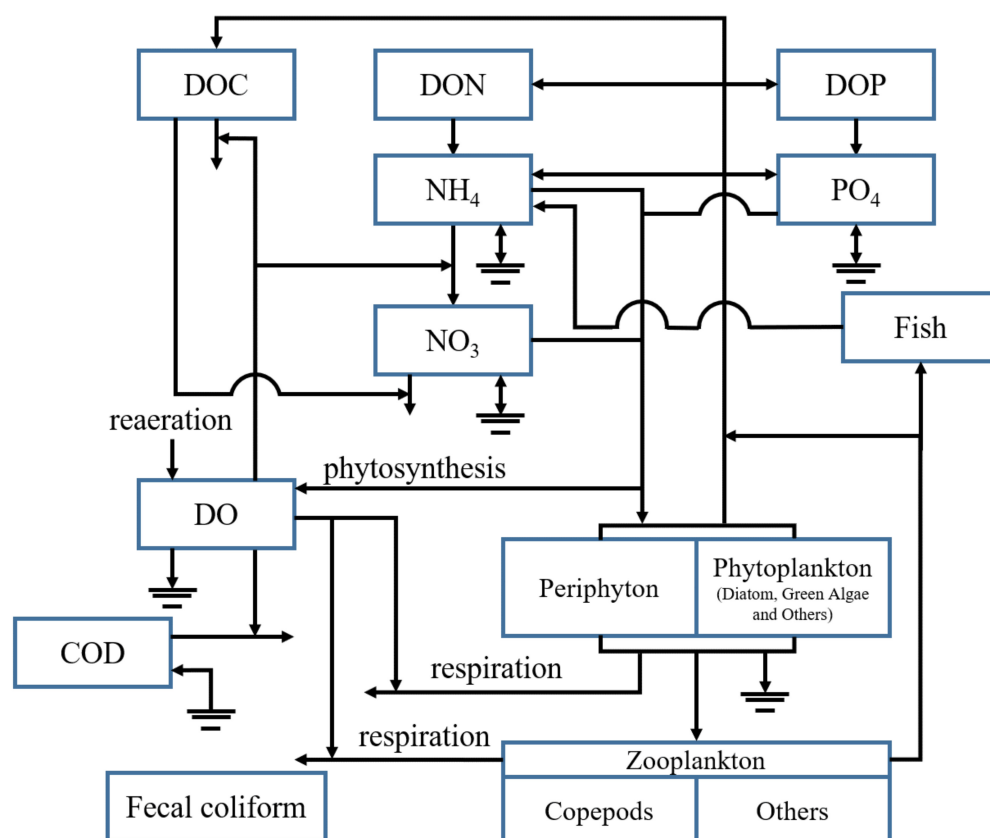 DOC
DON
DOP
NH₄
PO₄
Fish
NO₃
reaeration
phytosynthesis
DO
Periphyton
Phytoplankton
(Diatom, Green Algae
and Others)
COD
respiration
respiration
Zooplankton
Fecal coliform
Copepods
Others